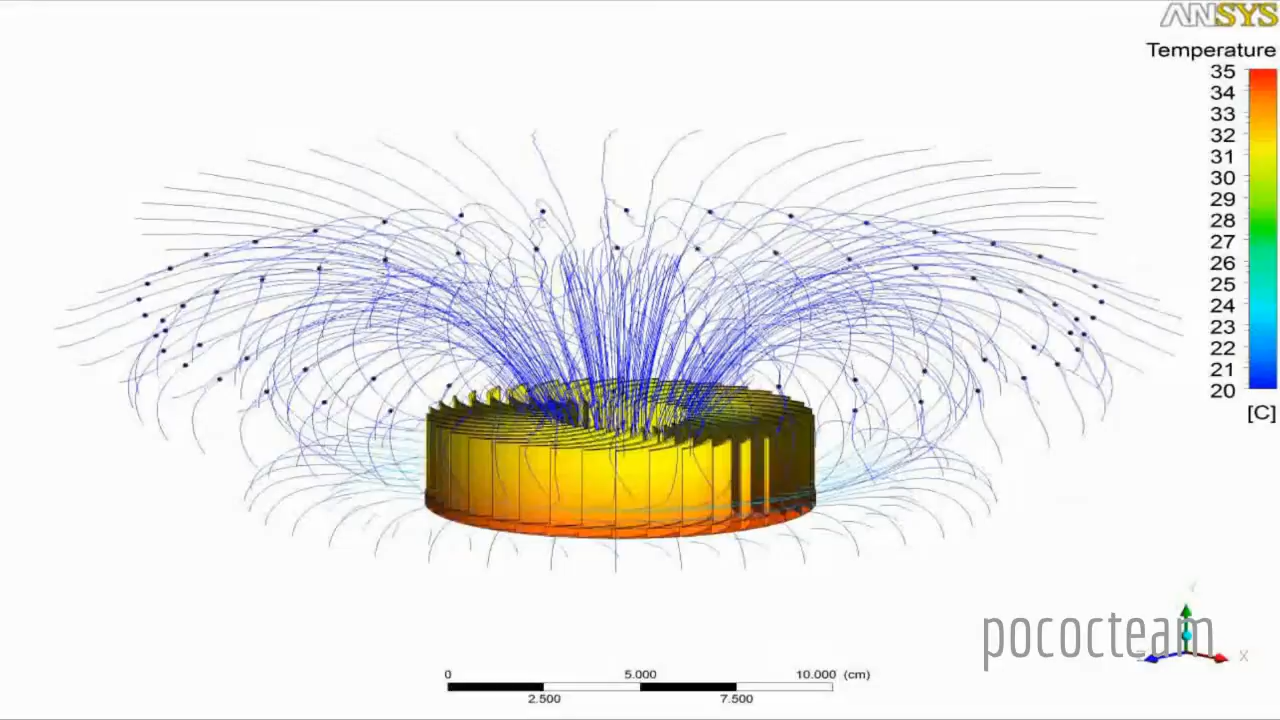 ANSYS
Temperature
35
34
33
32
31
30
29
28
27
26
25
24
23
22
21
20
[C]
pococteam
Y
X
0 5.000 10.000 (cm)
2.500 7.500